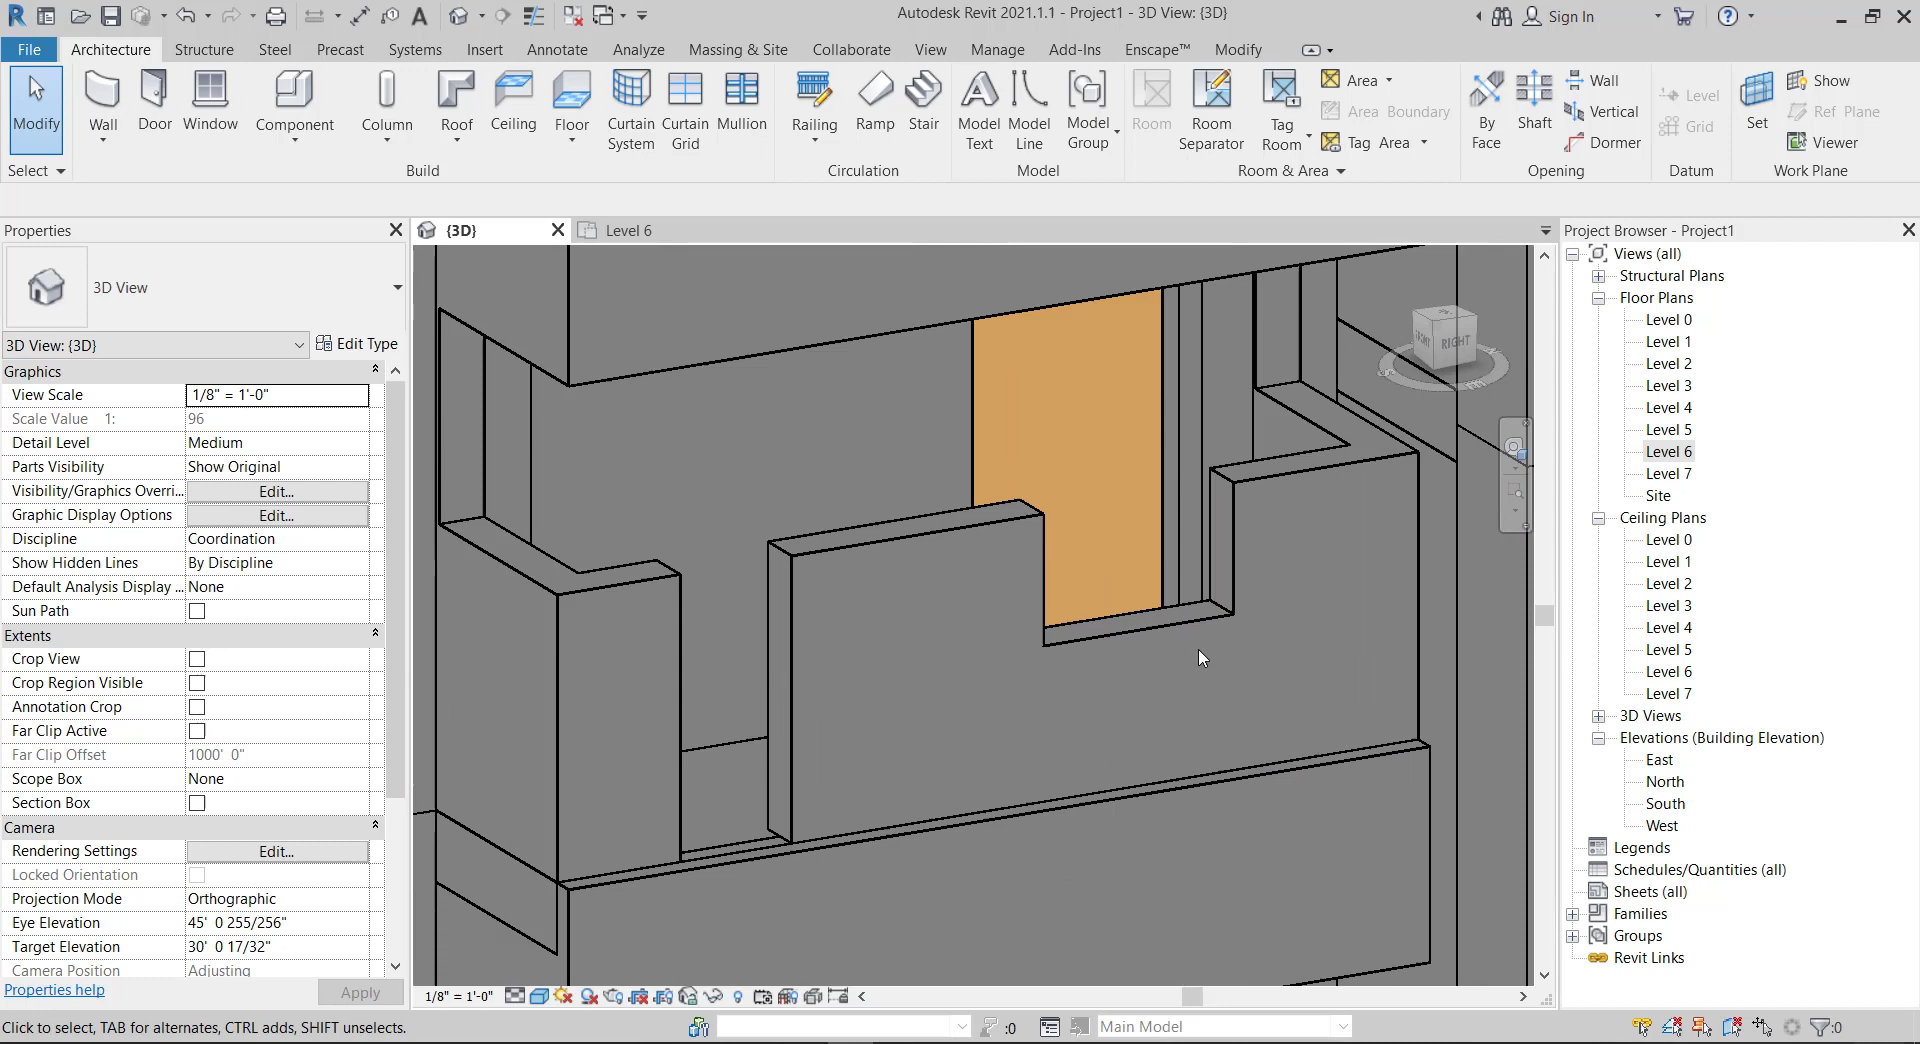 Autodesk Revit 2021.1.1 - Project1 - 3D View: {3D}
Sign In
File Architecture Structure Steel Precast Systems Insert Annotate Analyze Massing & Site Collaborate View Manage Add-Ins Enscape™ Modify
Modify
Wall
Door
Window
Component
Column
Roof
Ceiling
Floor
Curtain System
Curtain Grid
Mullion
Railing
Ramp
Stair
Model Text
Model Line
Model Group
Room
Room Separator
Tag Room
Area
Area Boundary
Tag Area
By Face
Shaft
Wall
Vertical
Dormer
Level
Grid
Set
Show
Ref Plane
Viewer
Select Build Circulation Model Room & Area Opening Datum Work Plane
Properties
3D View
3D View: {3D} Edit Type
Graphics
View Scale 1/8" = 1'-0"
Scale Value 1: 96
Detail Level Medium
Parts Visibility Show Original
Visibility/Graphics Overri... Edit...
Graphic Display Options Edit...
Discipline Coordination
Show Hidden Lines By Discipline
Default Analysis Display ... None
Sun Path
Extents
Crop View
Crop Region Visible
Annotation Crop
Far Clip Active
Far Clip Offset 1000' 0"
Scope Box None
Section Box
Camera
Rendering Settings Edit...
Locked Orientation
Projection Mode Orthographic
Eye Elevation 45' 0 255/256"
Target Elevation 30' 0 17/32"
Camera Position Adjusting
Properties help Apply
{3D} Level 6
FRONT RIGHT
1/8" = 1'-0"
Project Browser - Project1
Views (all)
Structural Plans
Floor Plans
Level 0
Level 1
Level 2
Level 3
Level 4
Level 5
Level 6
Level 7
Site
Ceiling Plans
Level 0
Level 1
Level 2
Level 3
Level 4
Level 5
Level 6
Level 7
3D Views
Elevations (Building Elevation)
East
North
South
West
Legends
Schedules/Quantities (all)
Sheets (all)
Families
Groups
Revit Links
Click to select, TAB for alternates, CTRL adds, SHIFT unselects.
:0
Main Model
:0